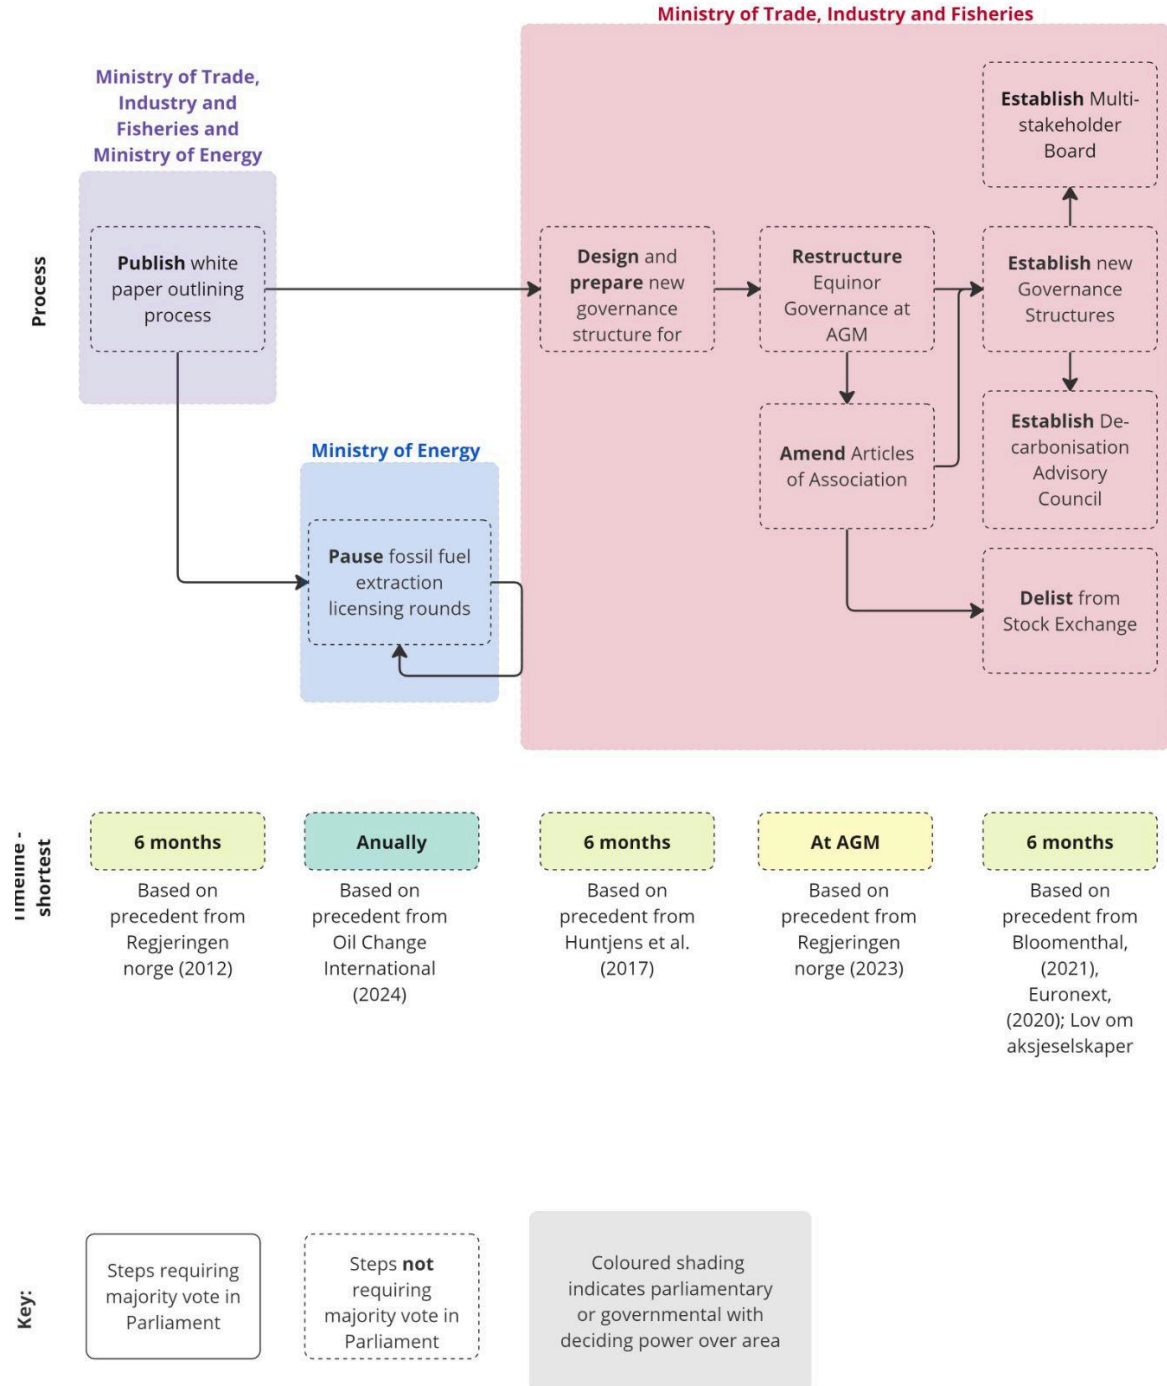 Ministry of Trade, Industry and Fisheries
Ministry of Trade,
Industry and
Fisheries and
Ministry of Energy
Process
Publish white
paper outlining
process
Design and
prepare new
governance
structure for
Restructure
Equinor
Governance at
AGM
Establish Multi-
stakeholder
Board
Establish new
Governance
Structures
Amend Articles
of Association
Establish De-
carbonisation
Advisory
Council
Ministry of Energy
Pause fossil fuel
extraction
licensing rounds
Delist from
Stock Exchange
Timeline -
shortest
6 months
Based on
precedent from
Regjeringen
norge (2012)
Anually
Based on
precedent from
Oil Change
International
(2024)
6 months
Based on
precedent from
Huntjens et al.
(2017)
At AGM
Based on
precedent from
Regjeringen
norge (2023)
6 months
Based on
precedent from
Bloomenthal,
(2021),
Euronext,
(2020); Lov om
aksjeselskaper
Key:
Steps requiring
majority vote in
Parliament
Steps not
requiring
majority vote in
Parliament
Coloured shading
indicates parliamentary
or governmental with
deciding power over area